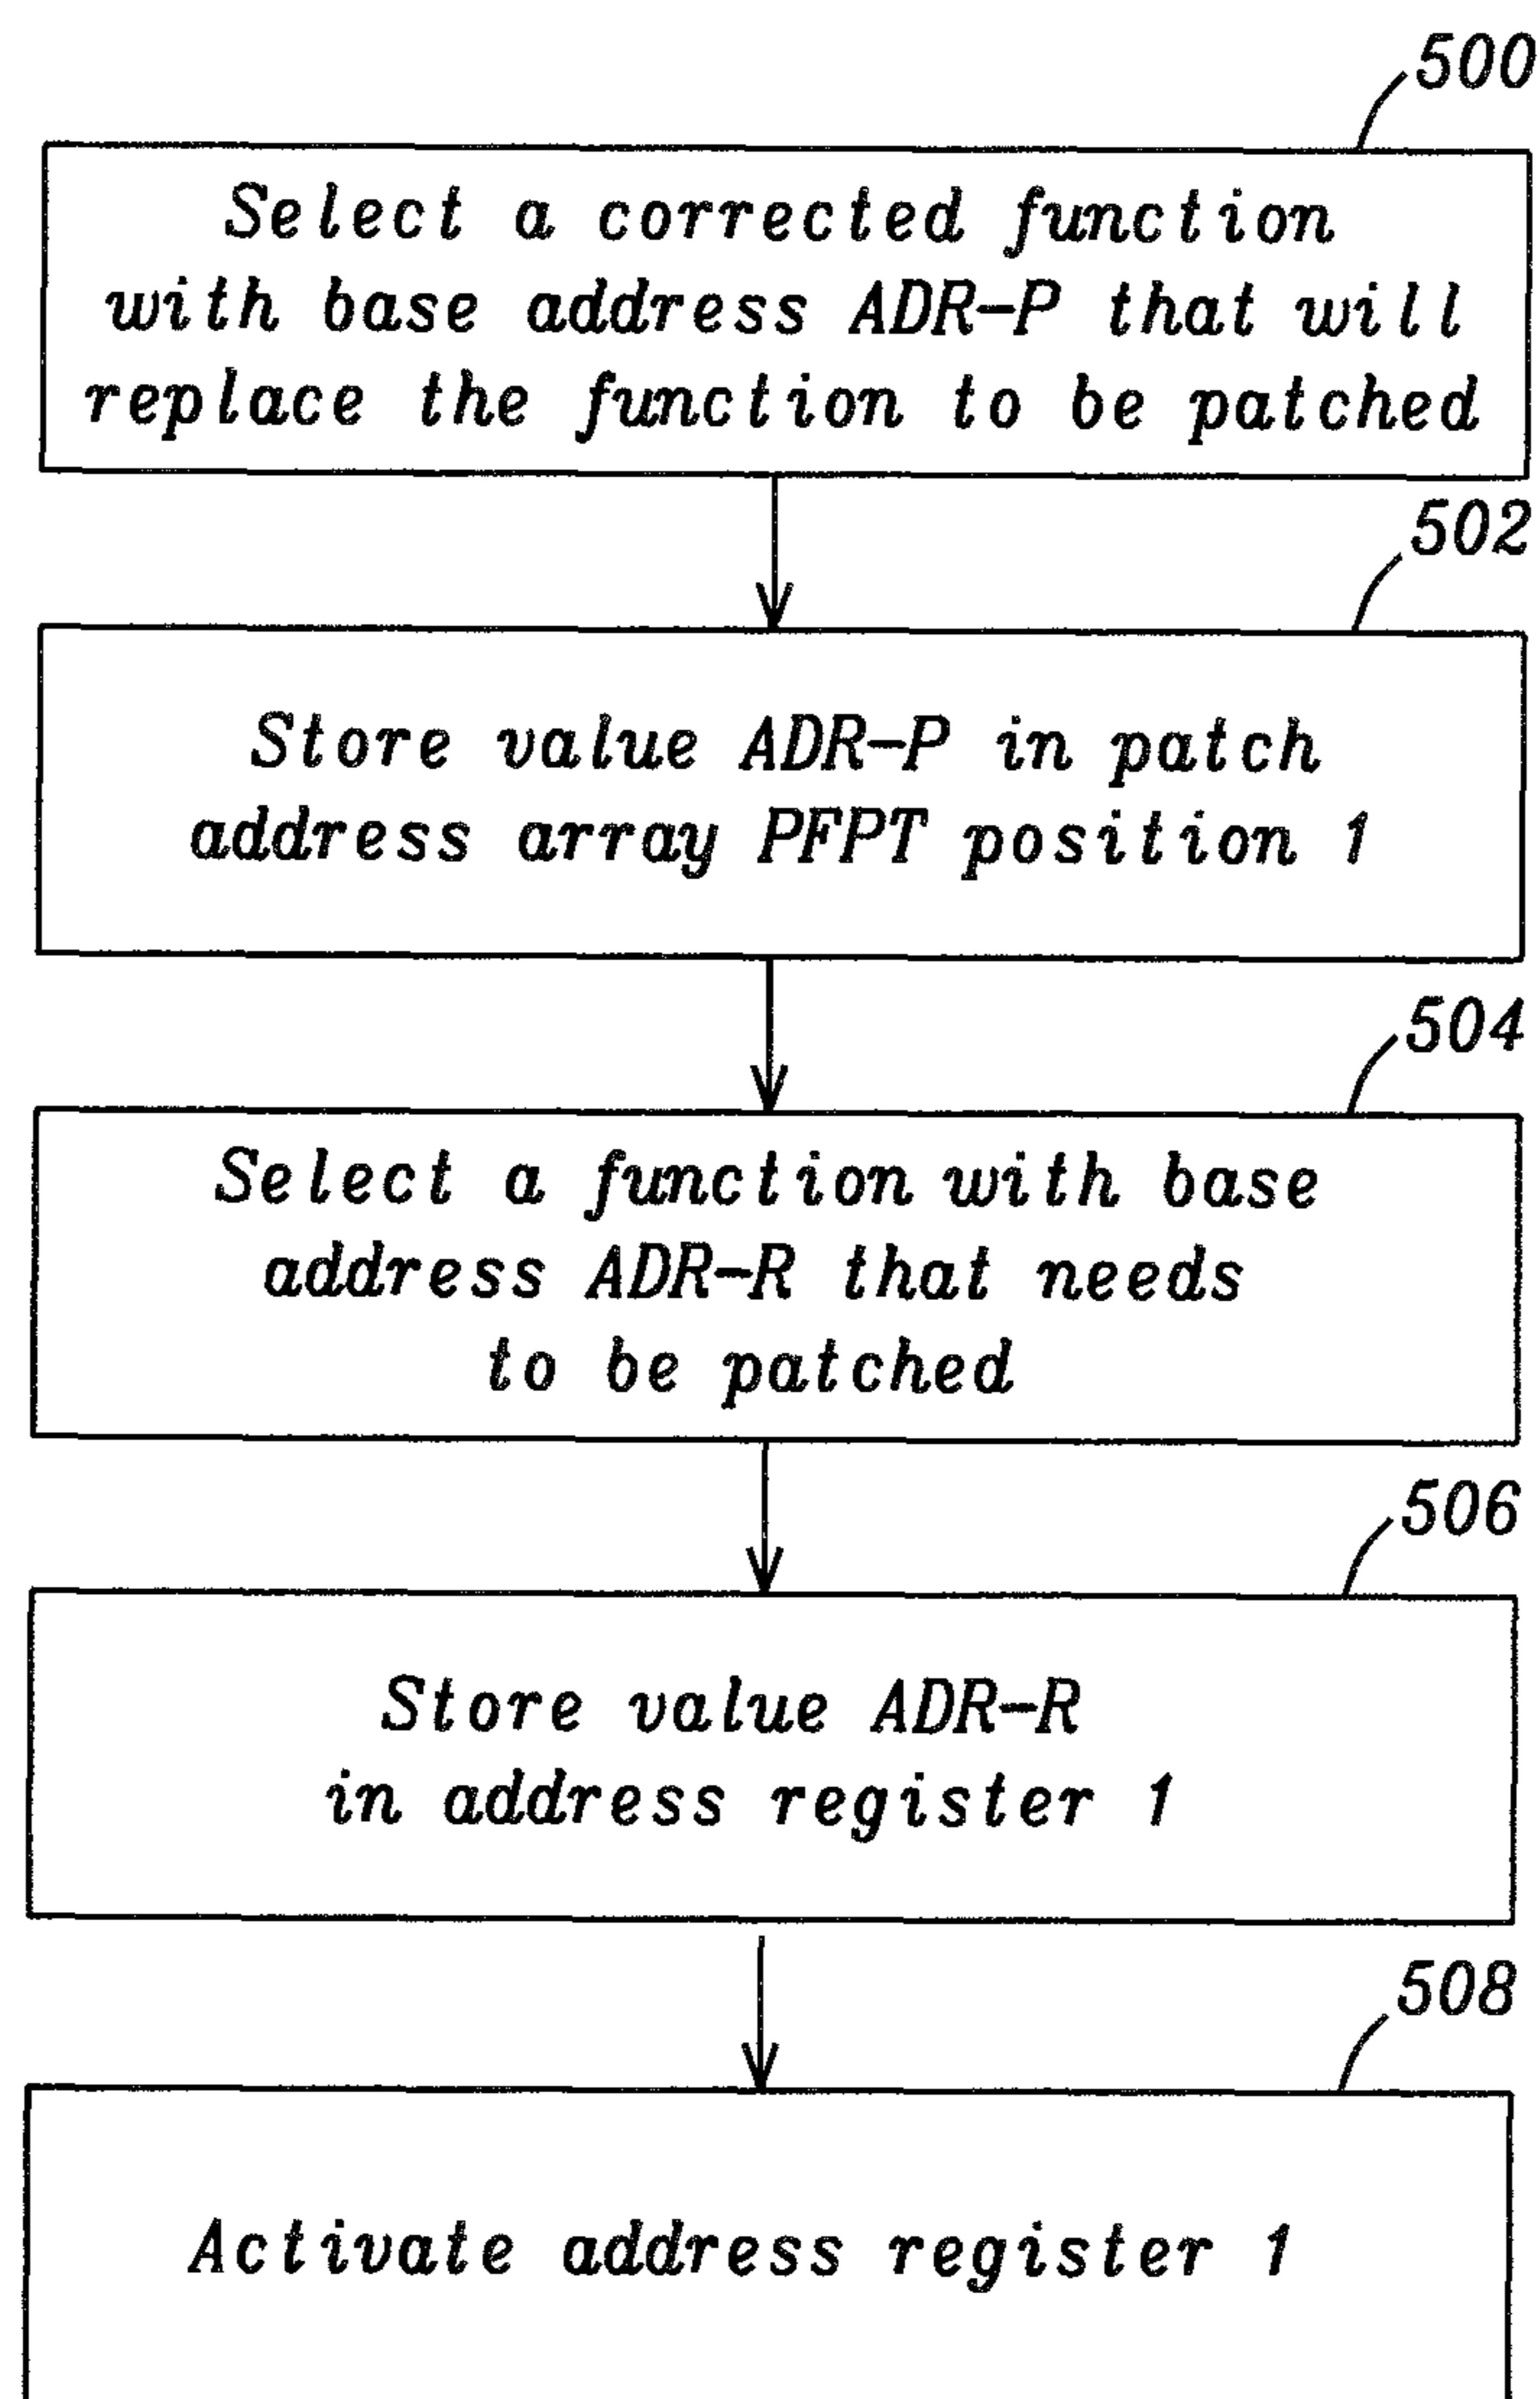 500
Select a corrected function
with base address ADR-P that will
replace the function to be patched
502
Store value ADR-P in patch
address array PFPT position 1
504
Select a function with base
address ADR-R that needs
to be patched
506
Store value ADR-R
in address register 1
508
Activate address register 1